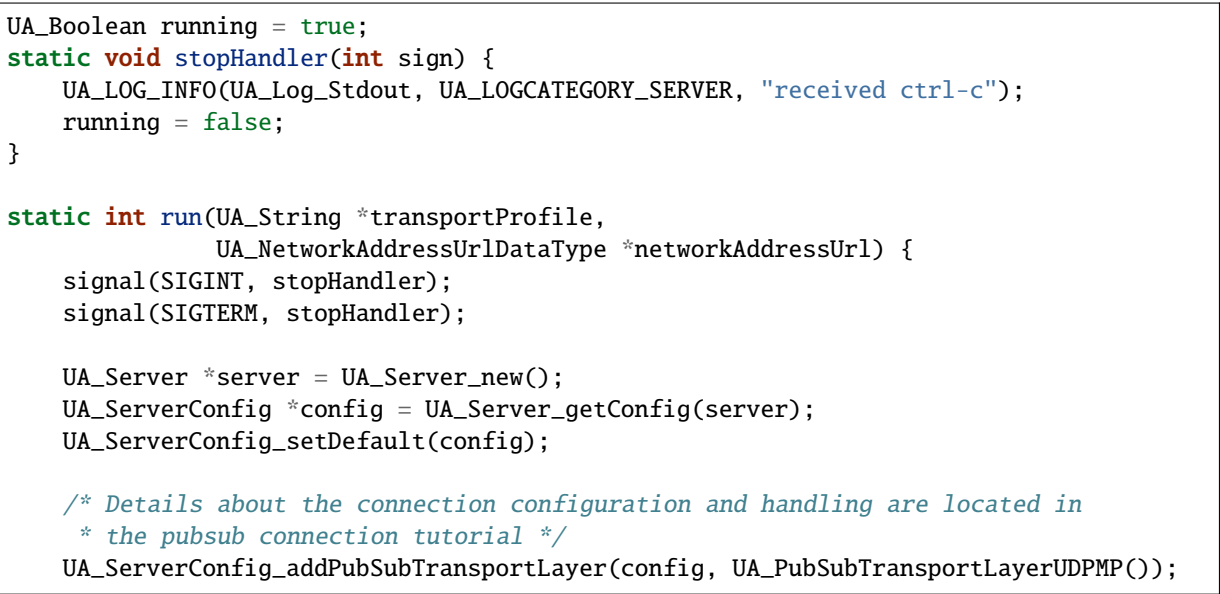 UA_Boolean running = true;
static void stopHandler(int sign) {
    UA_LOG_INFO(UA_Log_Stdout, UA_LOGCATEGORY_SERVER, "received ctrl-c");
    running = false;
}

static int run(UA_String *transportProfile,
               UA_NetworkAddressUrlDataType *networkAddressUrl) {
    signal(SIGINT, stopHandler);
    signal(SIGTERM, stopHandler);

    UA_Server *server = UA_Server_new();
    UA_ServerConfig *config = UA_Server_getConfig(server);
    UA_ServerConfig_setDefault(config);

    /* Details about the connection configuration and handling are located in
     * the pubsub connection tutorial */
    UA_ServerConfig_addPubSubTransportLayer(config, UA_PubSubTransportLayerUDPMP());